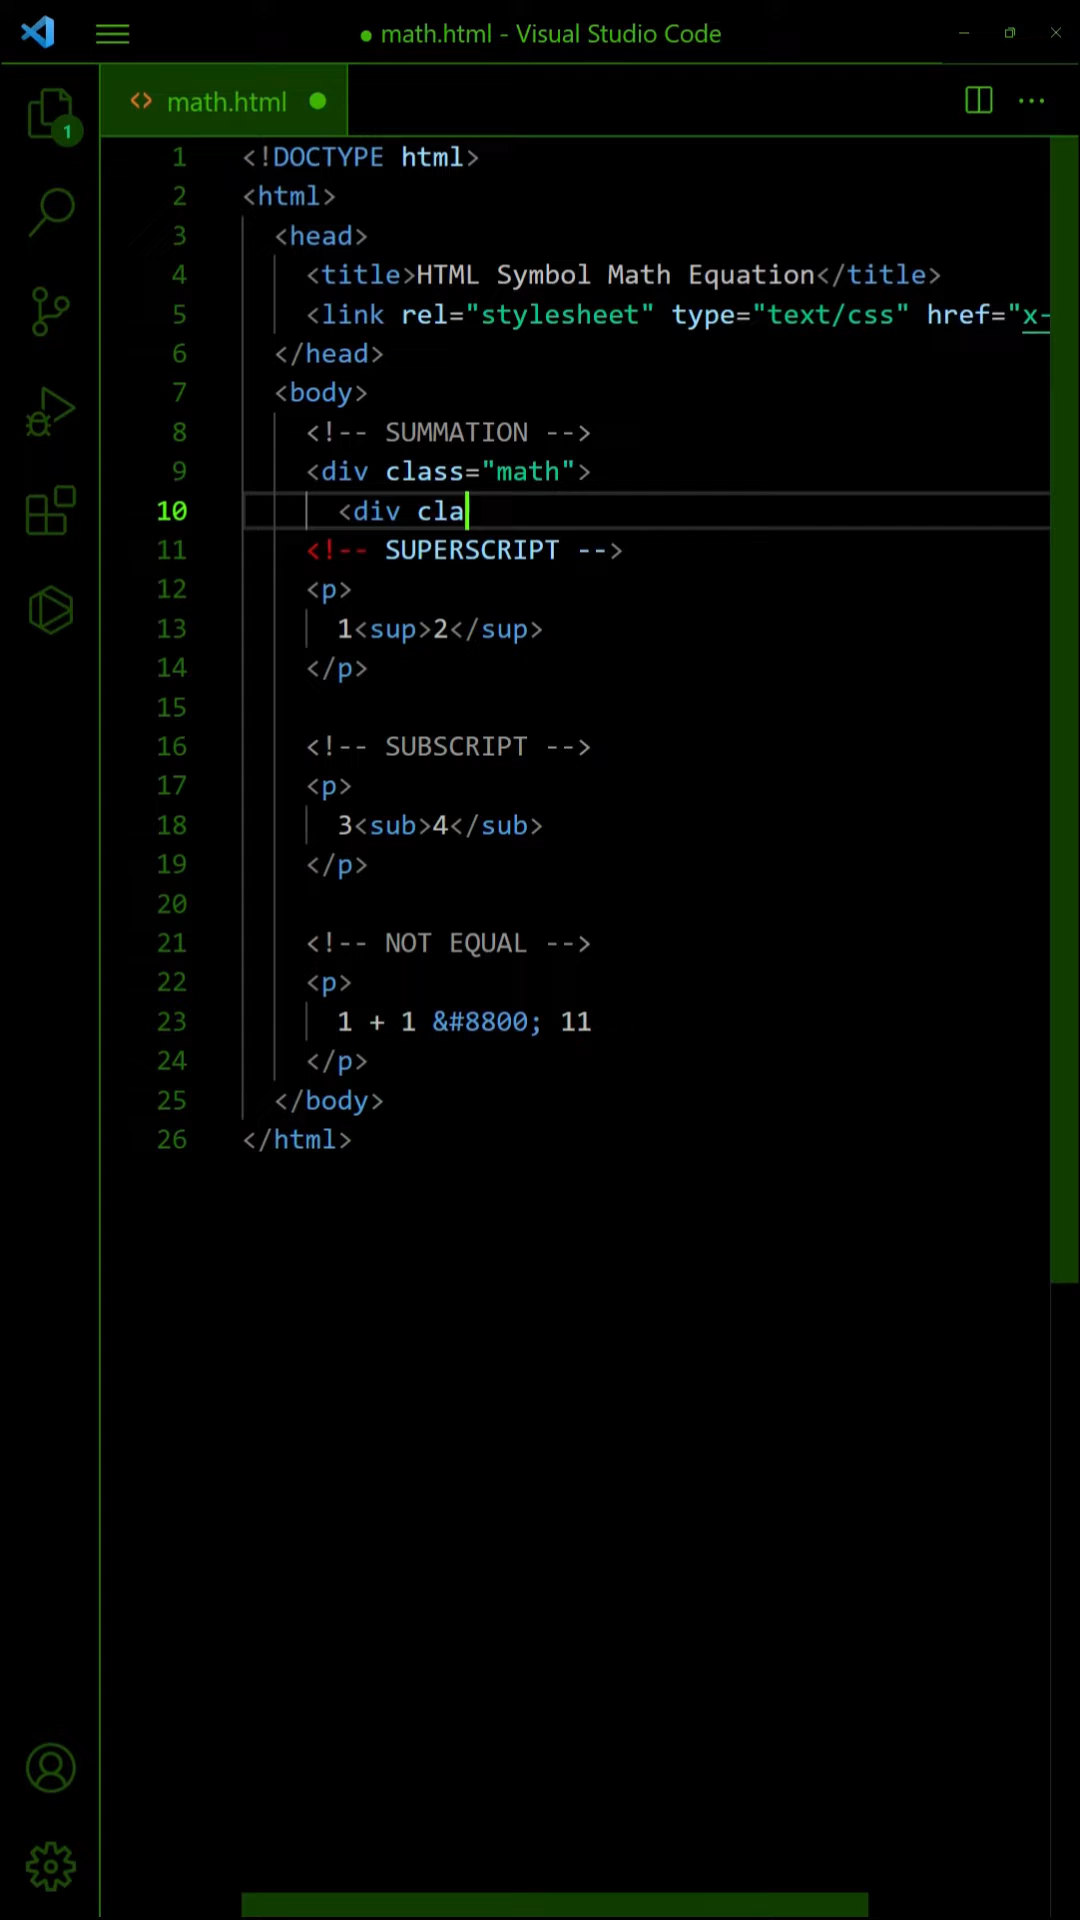 ● math.html - Visual Studio Code
<> math.html ●
1
1 <!DOCTYPE html>
2 <html>
3 <head>
4 <title>HTML Symbol Math Equation</title>
5 <link rel="stylesheet" type="text/css" href="x-
6 </head>
7 <body>
8 <!-- SUMMATION -->
9 <div class="math">
10 <div cla
11 <!-- SUPERSCRIPT -->
12 <p>
13 1<sup>2</sup>
14 </p>
15
16 <!-- SUBSCRIPT -->
17 <p>
18 3<sub>4</sub>
19 </p>
20
21 <!-- NOT EQUAL -->
22 <p>
23 1 + 1 &#8800; 11
24 </p>
25 </body>
26 </html>